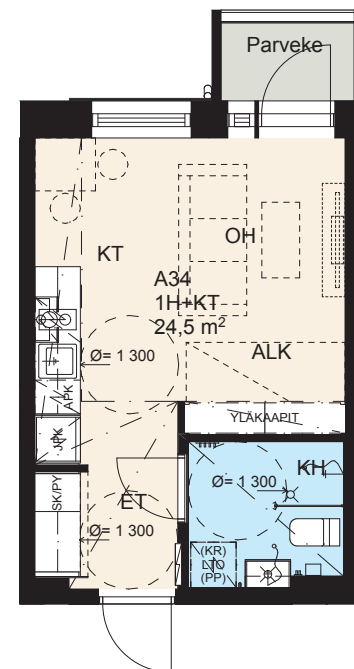 Parveke
KT
OH
A34
1H+KT
24,5 m²
Ø= 1 300
ALK
APK
YLÄKAAPIT
JPK
KH
SK/PY
Ø= 1 300
ET
Ø= 1 300
(KR)
LTO
(PP)